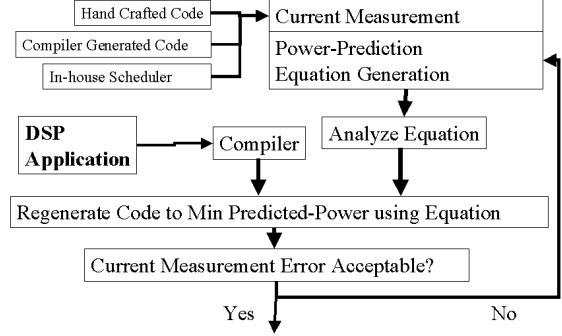 Hand Crafted Code
Compiler Generated Code
In-house Scheduler
Current Measurement
Power-Prediction
Equation Generation
DSP
Application
Compiler
Analyze Equation
Regenerate Code to Min Predicted-Power using Equation
Current Measurement Error Acceptable?
Yes
No